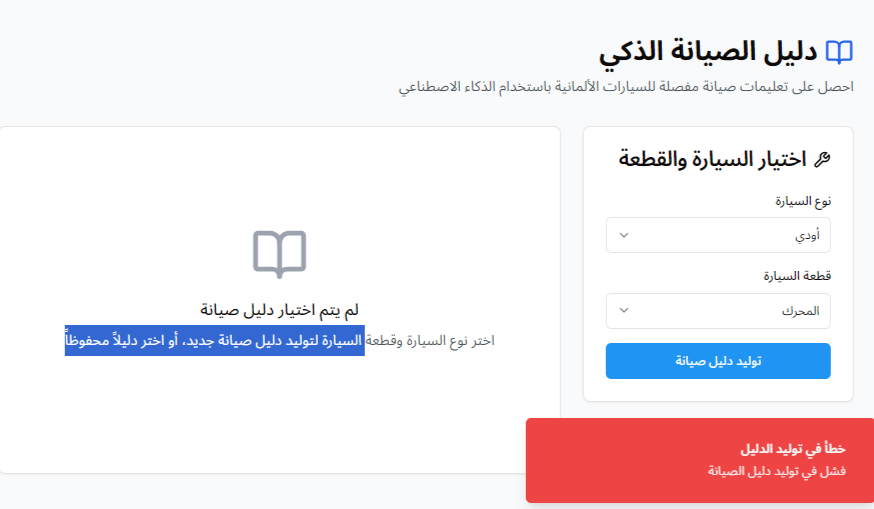 دليل الصيانة الذكي
احصل على تعليمات صيانة مفصلة للسيارات الألمانية باستخدام الذكاء الاصطناعي
اختيار السيارة والقطعة
نوع السيارة
أودي
قطعة السيارة
المحرك
توليد دليل صيانة
لم يتم اختيار دليل صيانة
اختر نوع السيارة وقطعة السيارة لتوليد دليل صيانة جديد، أو اختر دليلاً محفوظاً
خطأ في توليد الدليل
فشل في توليد دليل الصيانة